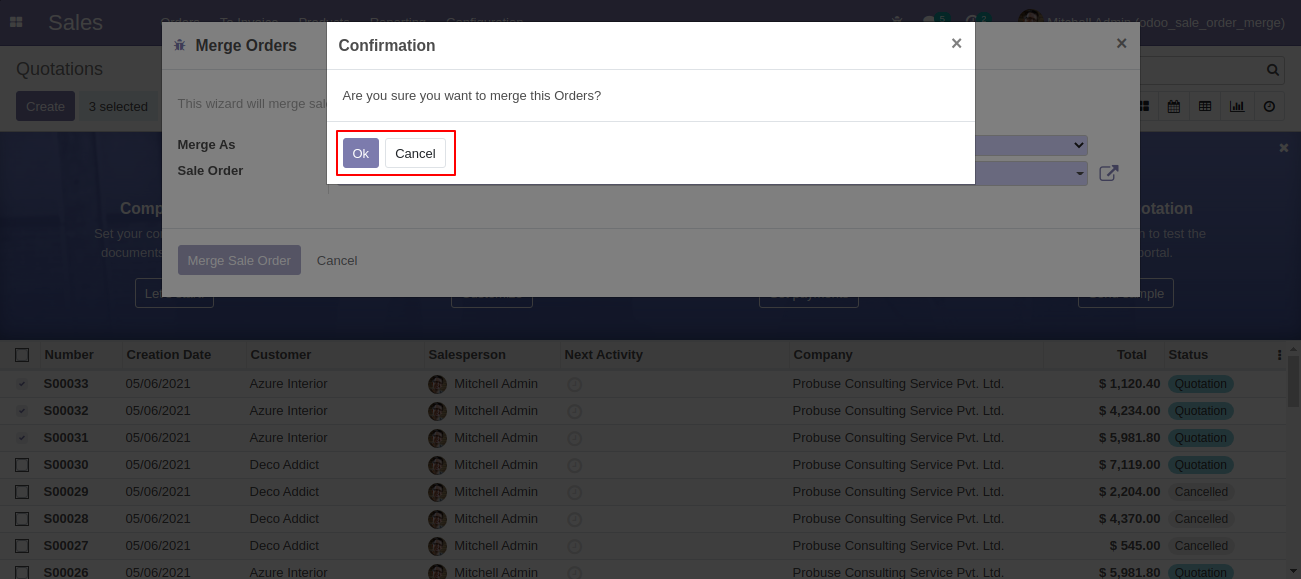 Sales
Orders To Invoice Products Reporting Configuration
5 2 Mitchell Admin (odoo_sale_order_merge)
Merge Orders ×
Confirmation ×
Quotations
Are you sure you want to merge this Orders?
Create 3 selected
This wizard will merge sal
Merge As
Ok Cancel
Sale Order
Comp
otation
Set your co
n to test the
documents
portal.
Merge Sale Order Cancel
Number Creation Date Customer Salesperson Next Activity Company Total Status
S00033 05/06/2021 Azure Interior Mitchell Admin Probuse Consulting Service Pvt. Ltd. $ 1,120.40 Quotation
S00032 05/06/2021 Azure Interior Mitchell Admin Probuse Consulting Service Pvt. Ltd. $ 4,234.00 Quotation
S00031 05/06/2021 Azure Interior Mitchell Admin Probuse Consulting Service Pvt. Ltd. $ 5,981.80 Quotation
S00030 05/06/2021 Deco Addict Mitchell Admin Probuse Consulting Service Pvt. Ltd. $ 7,119.00 Quotation
S00029 05/06/2021 Deco Addict Mitchell Admin Probuse Consulting Service Pvt. Ltd. $ 2,204.00 Cancelled
S00028 05/06/2021 Deco Addict Mitchell Admin Probuse Consulting Service Pvt. Ltd. $ 4,370.00 Cancelled
S00027 05/06/2021 Deco Addict Mitchell Admin Probuse Consulting Service Pvt. Ltd. $ 545.00 Cancelled
S00026 05/06/2021 Azure Interior Mitchell Admin Probuse Consulting Service Pvt. Ltd. $ 5,981.80 Quotation